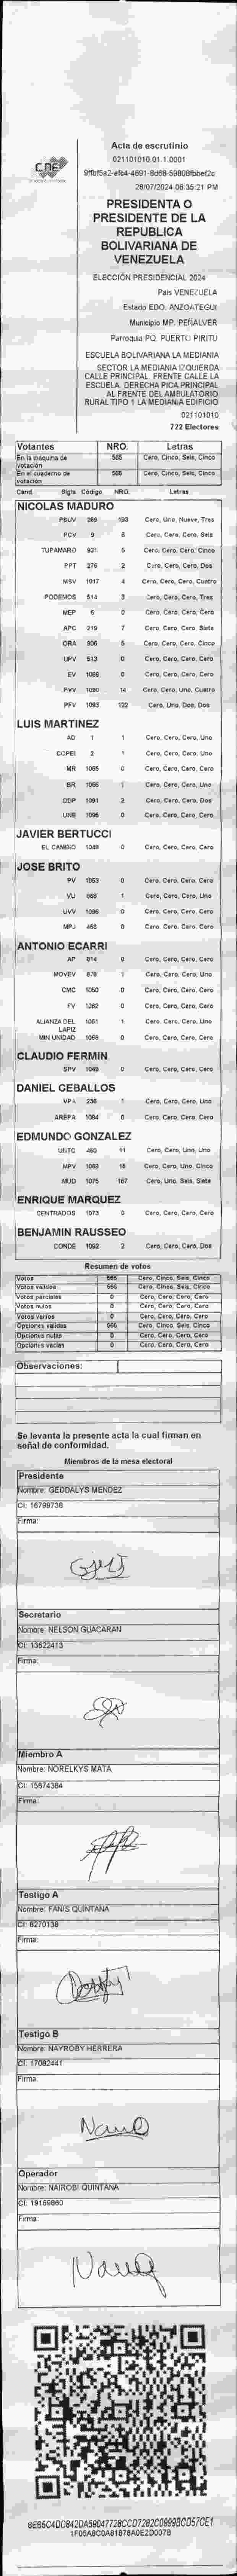 CNE
Acta de escrutinio
021101010.01.1.0001
28/07/2024 08:35:21 PM
PRESIDENTA O
PRESIDENTE DE LA
REPUBLICA
BOLIVARIANA DE
VENEZUELA
ELECCIÓN PRESIDENCIAL 2024
País VENEZUELA
Estado EDO. ANZOATEGUI
Municipio MP. PEÑALVER
Parroquia PQ. PUERTO PIRITU
ESCUELA BOLIVARIANA LA MEDIANIA
SECTOR LA MEDIANIA IZQUIERDA
CALLE PRINCIPAL. FRENTE CALLE LA
ESCUELA. DERECHA PICA PRINCIPAL
AL FRENTE DEL AMBULATORIO
RURAL TIPO 1 LA MEDIANIA EDIFICIO
021101010
722 Electores
Votantes NRO. Letras
En la máquina de votación 565 Cero, Cinco, Seis, Cinco
En el cuaderno de votación 565 Cero, Cinco, Seis, Cinco
Cand. Sigla Código NRO. Letras
NICOLAS MADURO
PSUV 269 193 Cero, Uno, Nueve, Tres
PCV 9 6 Cero, Cero, Cero, Seis
TUPAMARO 931 5 Cero, Cero, Cero, Cinco
PPT 276 2 Cero, Cero, Cero, Dos
MSV 1017 4 Cero, Cero, Cero, Cuatro
PODEMOS 514 3 Cero, Cero, Cero, Tres
MEP 5 0 Cero, Cero, Cero, Cero
APC 219 7 Cero, Cero, Cero, Siete
ORA 906 5 Cero, Cero, Cero, Cinco
UPV 513 0 Cero, Cero, Cero, Cero
EV 1089 0 Cero, Cero, Cero, Cero
PVV 1090 14 Cero, Cero, Uno, Cuatro
PFV 1093 122 Cero, Uno, Dos, Dos
LUIS MARTINEZ
AD 1 1 Cero, Cero, Cero, Uno
COPEI 2 1 Cero, Cero, Cero, Uno
MR 1065 0 Cero, Cero, Cero, Cero
BR 1066 1 Cero, Cero, Cero, Uno
DDP 1091 2 Cero, Cero, Cero, Dos
UNE 1096 0 Cero, Cero, Cero, Cero
JAVIER BERTUCCI
EL CAMBIO 1048 0 Cero, Cero, Cero, Cero
JOSE BRITO
PV 1053 0 Cero, Cero, Cero, Cero
VU 968 1 Cero, Cero, Cero, Uno
UVV 1095 0 Cero, Cero, Cero, Cero
MPJ 458 0 Cero, Cero, Cero, Cero
ANTONIO ECARRI
AP 814 0 Cero, Cero, Cero, Cero
MOVEV 878 1 Cero, Cero, Cero, Uno
CMC 1050 0 Cero, Cero, Cero, Cero
FV 1062 0 Cero, Cero, Cero, Cero
ALIANZA DEL LAPIZ 1051 1 Cero, Cero, Cero, Uno
MIN UNIDAD 1068 0 Cero, Cero, Cero, Cero
CLAUDIO FERMIN
SPV 1049 0 Cero, Cero, Cero, Cero
DANIEL CEBALLOS
VPA 236 1 Cero, Cero, Cero, Uno
AREPA 1094 0 Cero, Cero, Cero, Cero
EDMUNDO GONZALEZ
UNTC 460 11 Cero, Cero, Uno, Uno
MPV 1069 15 Cero, Cero, Uno, Cinco
MUD 1075 167 Cero, Uno, Seis, Siete
ENRIQUE MARQUEZ
CENTRADOS 1073 0 Cero, Cero, Cero, Cero
BENJAMIN RAUSSEO
CONDE 1092 2 Cero, Cero, Cero, Dos
Resumen de votos
Votos 565 Cero, Cinco, Seis, Cinco
Votos validos 565 Cero, Cinco, Seis, Cinco
Votos parciales 0 Cero, Cero, Cero, Cero
Votos nulos 0 Cero, Cero, Cero, Cero
Votos vacios 0 Cero, Cero, Cero, Cero
Opciones validas 565 Cero, Cinco, Seis, Cinco
Opciones nulas 0 Cero, Cero, Cero, Cero
Opciones vacias 0 Cero, Cero, Cero, Cero
Observaciones:
Se levanta la presente acta la cual firman en
señal de conformidad.
Miembros de la mesa electoral
Presidente
Nombre: GEDDALYS MENDEZ
CI: 16799738
Firma:
Secretario
Nombre: NELSON GUACARAN
CI: 13622413
Firma:
Miembro A
Nombre: NORELKYS MATA
CI: 15874384
Firma:
Testigo A
Nombre: FANIS QUINTANA
CI: 8270138
Firma:
Testigo B
Nombre: NAYROBY HERRERA
CI: 17082441
Firma:
Operador
Nombre: NAIROBI QUINTANA
CI: 19169860
Firma: